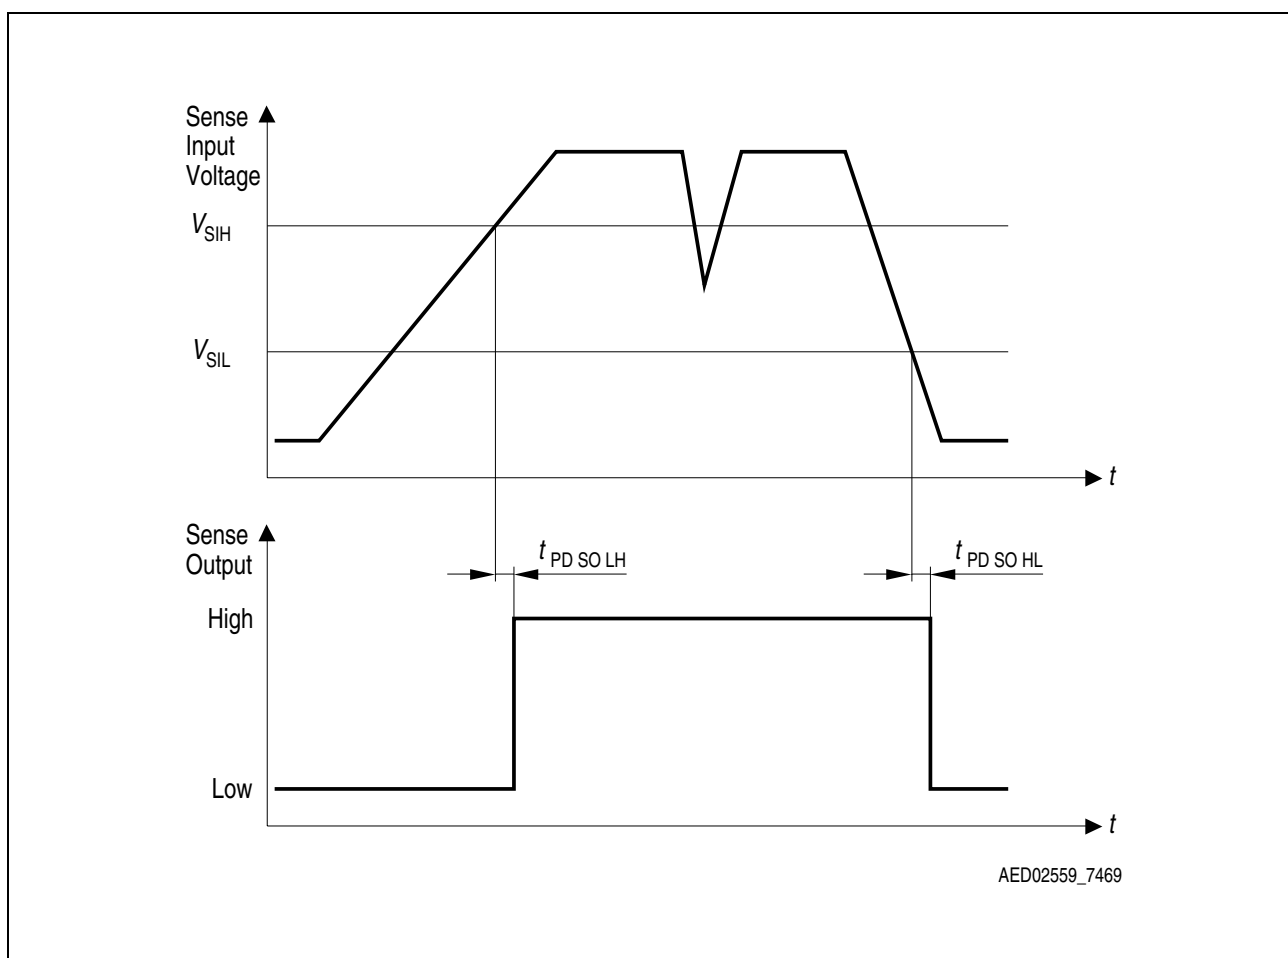 Sense
Input
Voltage
VSIH
VSIL
t
Sense
Output
t PD SO LH
t PD SO HL
High
Low
t
AED02559_7469